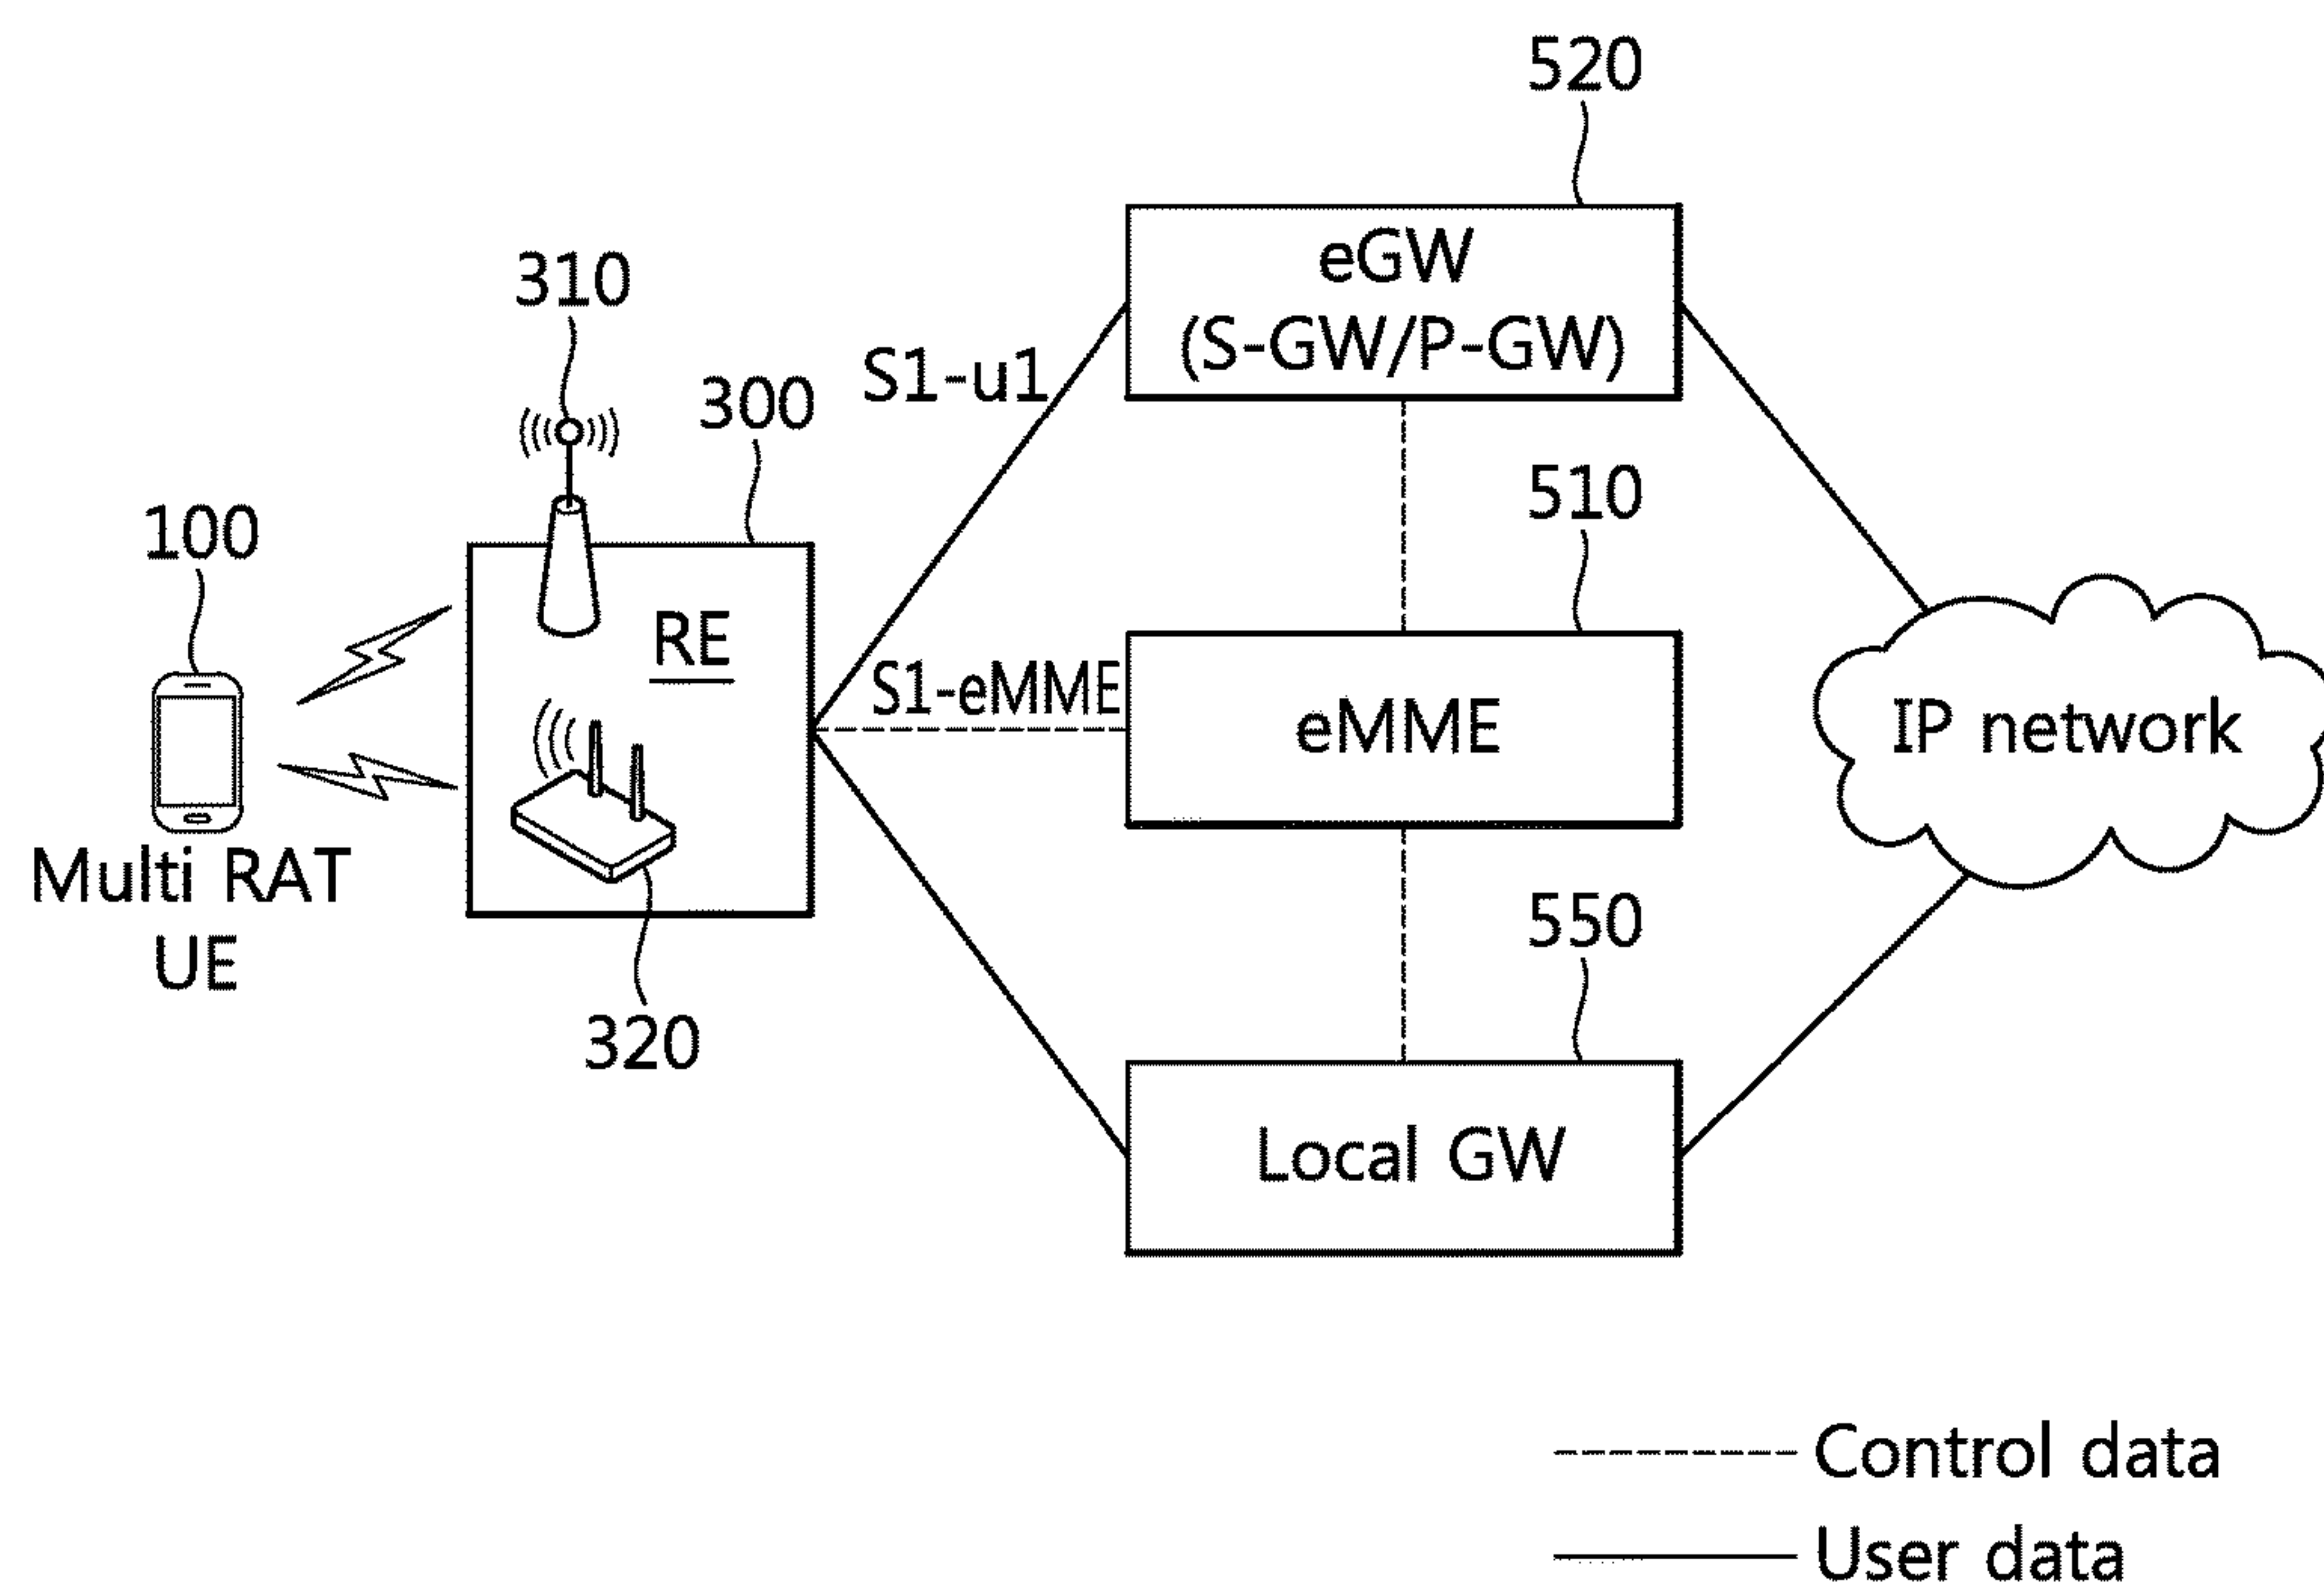 520
eGW
(S-GW/P-GW)
310
S1-u1
300
510
100
RE
S1-eMME
eMME
IP network
Multi RAT
UE
550
320
Local GW
Control data
User data